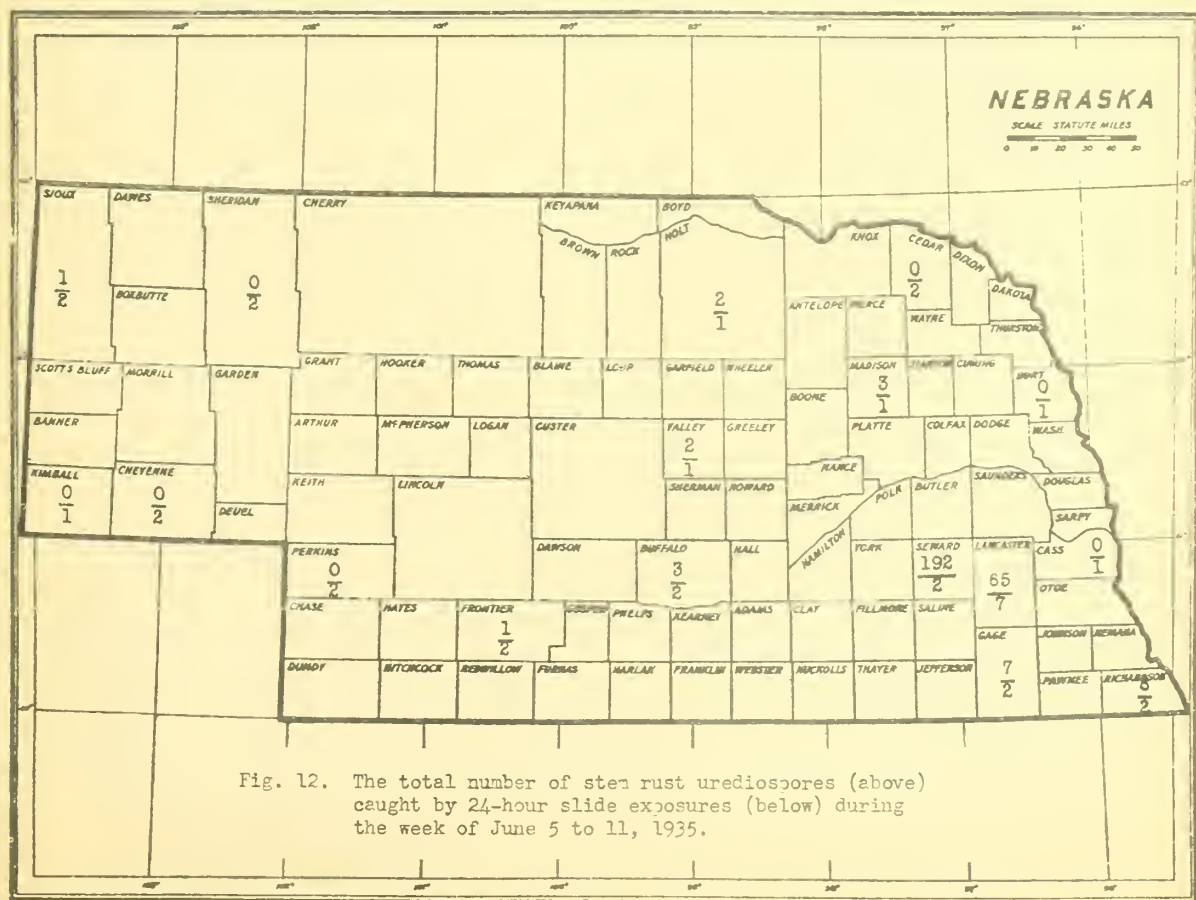 NEBRASKA
SCALE STATUTE MILES
0 10 20 30 40 50
SIOUX DAWES SHERIDAN CHERRY KEYAPAHA BOYD
BROWN ROCK HOLT KNOX CEDAR DIXON
1/2 0/2 2/1 0/2
BOXBUTTE ANTELOPE PIERCE WAYNE DAKOTA
THURSTON
SCOTTS BLUFF MORRILL GARDEN GRANT HOOKER THOMAS BLAINE LOUP GARFIELD WHEELER MADISON STANTON CUMING BURT
3/1 0/1
BANNER ARTHUR McPHERSON LOGAN CUSTER VALLEY GREELEY BOONE PLATTE COLFAX DODGE WASH
2/1
KIMBALL CHEYENNE DEUEL KEITH LINCOLN SHERMAN HOWARD NANCE MERRICK POLK BUTLER SAUNDERS DOUGLAS
0/1 0/2
SARPY
PERKINS DAWSON BUFFALO HALL HAMILTON YORK SEWARD LANCASTER CASS
0/2 3/2 192/2 65/7 0/1
OTOE
CHASE HAYES FRONTIER GOSPER PHELPS KEARNEY ADAMS CLAY FILLMORE SALINE GAGE JOHNSON NEMAHA
1/2 7/2
DUNDY HITCHCOCK REDWILLOW FURNAS HARLAN FRANKLIN WEBSTER NUCKOLLS THAYER JEFFERSON PAWNEE RICHARDSON
Fig. 12. The total number of stem rust urediospores (above)
caught by 24-hour slide exposures (below) during
the week of June 5 to 11, 1935.